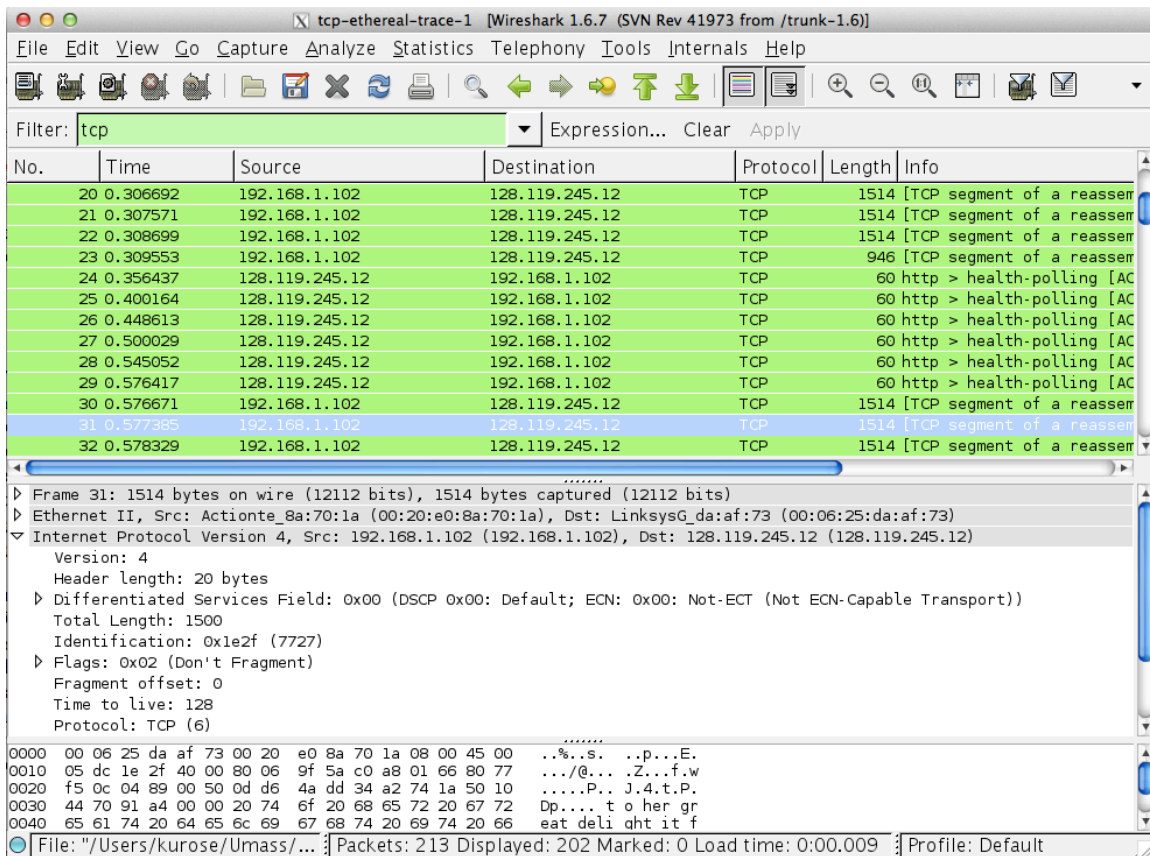 tcp-ethereal-trace-1 [Wireshark 1.6.7 (SVN Rev 41973 from /trunk-1.6)]
File Edit View Go Capture Analyze Statistics Telephony Tools Internals Help
Filter: tcp Expression... Clear Apply
No. Time Source Destination Protocol Length Info
20 0.306692 192.168.1.102 128.119.245.12 TCP 1514 [TCP segment of a reassem
21 0.307571 192.168.1.102 128.119.245.12 TCP 1514 [TCP segment of a reassem
22 0.308699 192.168.1.102 128.119.245.12 TCP 1514 [TCP segment of a reassem
23 0.309553 192.168.1.102 128.119.245.12 TCP 946 [TCP segment of a reassem
24 0.356437 128.119.245.12 192.168.1.102 TCP 60 http > health-polling [AC
25 0.400164 128.119.245.12 192.168.1.102 TCP 60 http > health-polling [AC
26 0.448613 128.119.245.12 192.168.1.102 TCP 60 http > health-polling [AC
27 0.500029 128.119.245.12 192.168.1.102 TCP 60 http > health-polling [AC
28 0.545052 128.119.245.12 192.168.1.102 TCP 60 http > health-polling [AC
29 0.576417 128.119.245.12 192.168.1.102 TCP 60 http > health-polling [AC
30 0.576671 192.168.1.102 128.119.245.12 TCP 1514 [TCP segment of a reassem
31 0.577385 192.168.1.102 128.119.245.12 TCP 1514 [TCP segment of a reassem
32 0.578329 192.168.1.102 128.119.245.12 TCP 1514 [TCP segment of a reassem
Frame 31: 1514 bytes on wire (12112 bits), 1514 bytes captured (12112 bits)
Ethernet II, Src: Actionte_8a:70:1a (00:20:e0:8a:70:1a), Dst: LinksysG_da:af:73 (00:06:25:da:af:73)
Internet Protocol Version 4, Src: 192.168.1.102 (192.168.1.102), Dst: 128.119.245.12 (128.119.245.12)
Version: 4
Header length: 20 bytes
Differentiated Services Field: 0x00 (DSCP 0x00: Default; ECN: 0x00: Not-ECT (Not ECN-Capable Transport))
Total Length: 1500
Identification: 0x1e2f (7727)
Flags: 0x02 (Don't Fragment)
Fragment offset: 0
Time to live: 128
Protocol: TCP (6)
0000 00 06 25 da af 73 00 20 e0 8a 70 1a 08 00 45 00 ..%..s. ..p...E.
0010 05 dc 1e 2f 40 00 80 06 9f 5a c0 a8 01 66 80 77 .../@... .Z...f.w
0020 f5 0c 04 89 00 50 0d d6 4a dd 34 a2 74 1a 50 10 .....P.. J.4.t.P.
0030 44 70 91 a4 00 00 20 74 6f 20 68 65 72 20 67 72 Dp.... t o her gr
0040 65 61 74 20 64 65 6c 69 67 68 74 20 69 74 20 66 eat deli ght it f
File: "/Users/kurose/Umass/... Packets: 213 Displayed: 202 Marked: 0 Load time: 0:00.009 Profile: Default